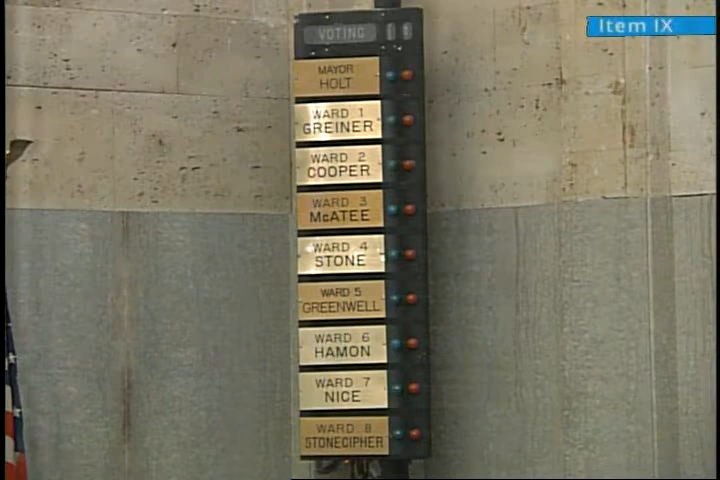 Item IX
VOTING
MAYOR
HOLT
WARD 1
GREINER
WARD 2
COOPER
WARD 3
McATEE
WARD 4
STONE
WARD 5
GREENWELL
WARD 6
HAMON
WARD 7
NICE
WARD 8
STONECIPHER